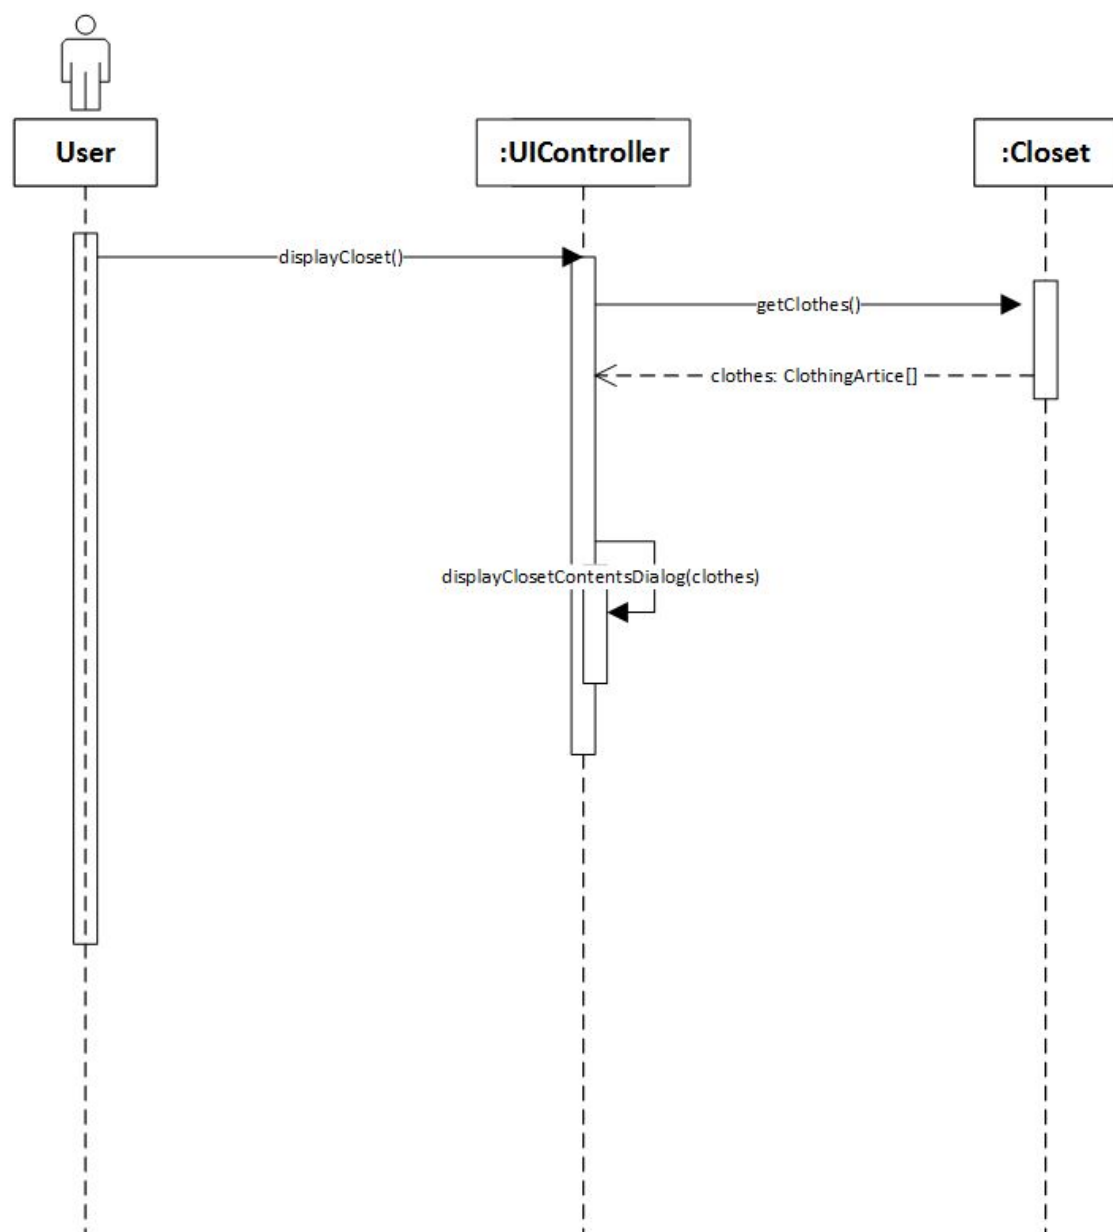 User
:UIController
:Closet
displayCloset()
getClothes()
clothes: ClothingArtice[]
displayClosetContentsDialog(clothes)